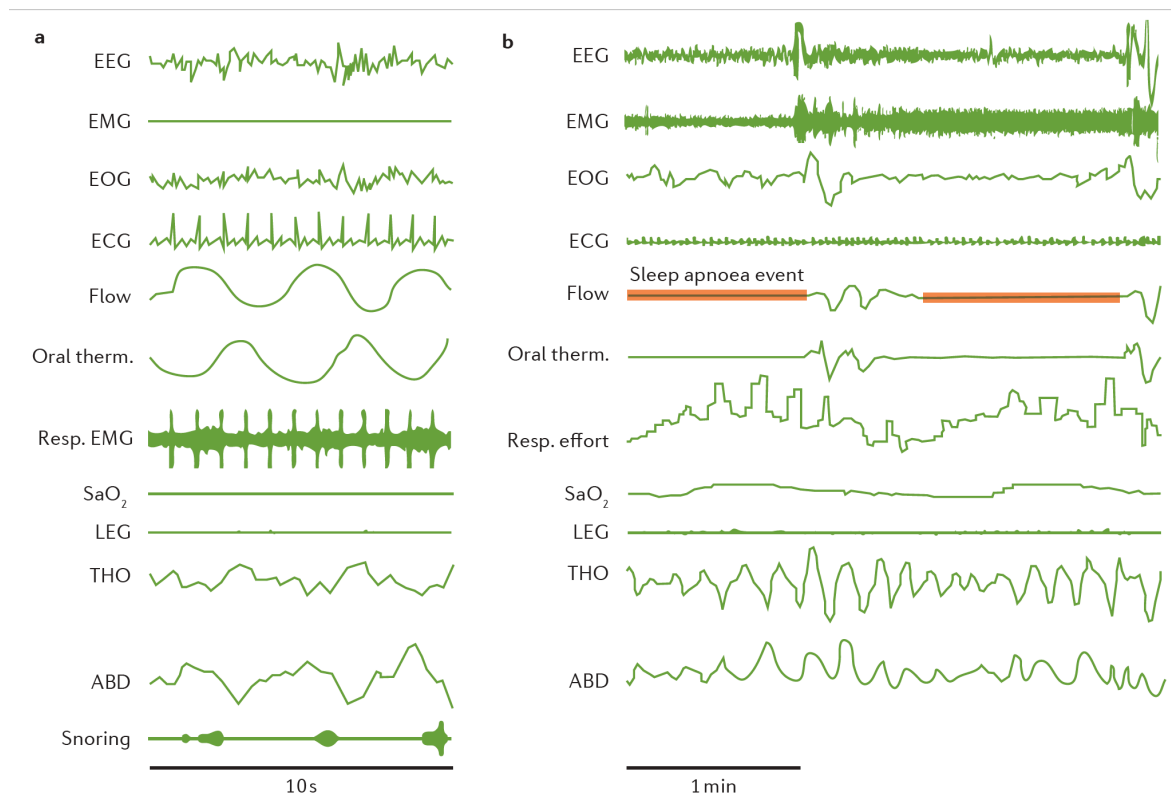 a
EEG
EMG
EOG
ECG
Flow
Oral therm.
Resp. EMG
SaO₂
LEG
THO
ABD
Snoring
10 s
b
EEG
EMG
EOG
ECG
Sleep apnoea event
Flow
Oral therm.
Resp. effort
SaO₂
LEG
THO
ABD
1 min